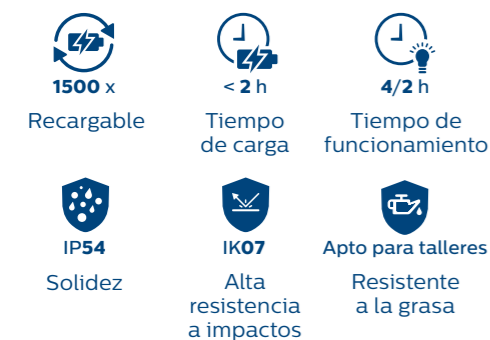 1500 x
Recargable
< 2 h
Tiempo
de carga
4/2 h
Tiempo de
funcionamiento
IP54
Solidez
IK07
Alta
resistencia
a impactos
Apto para talleres
Resistente
a la grasa